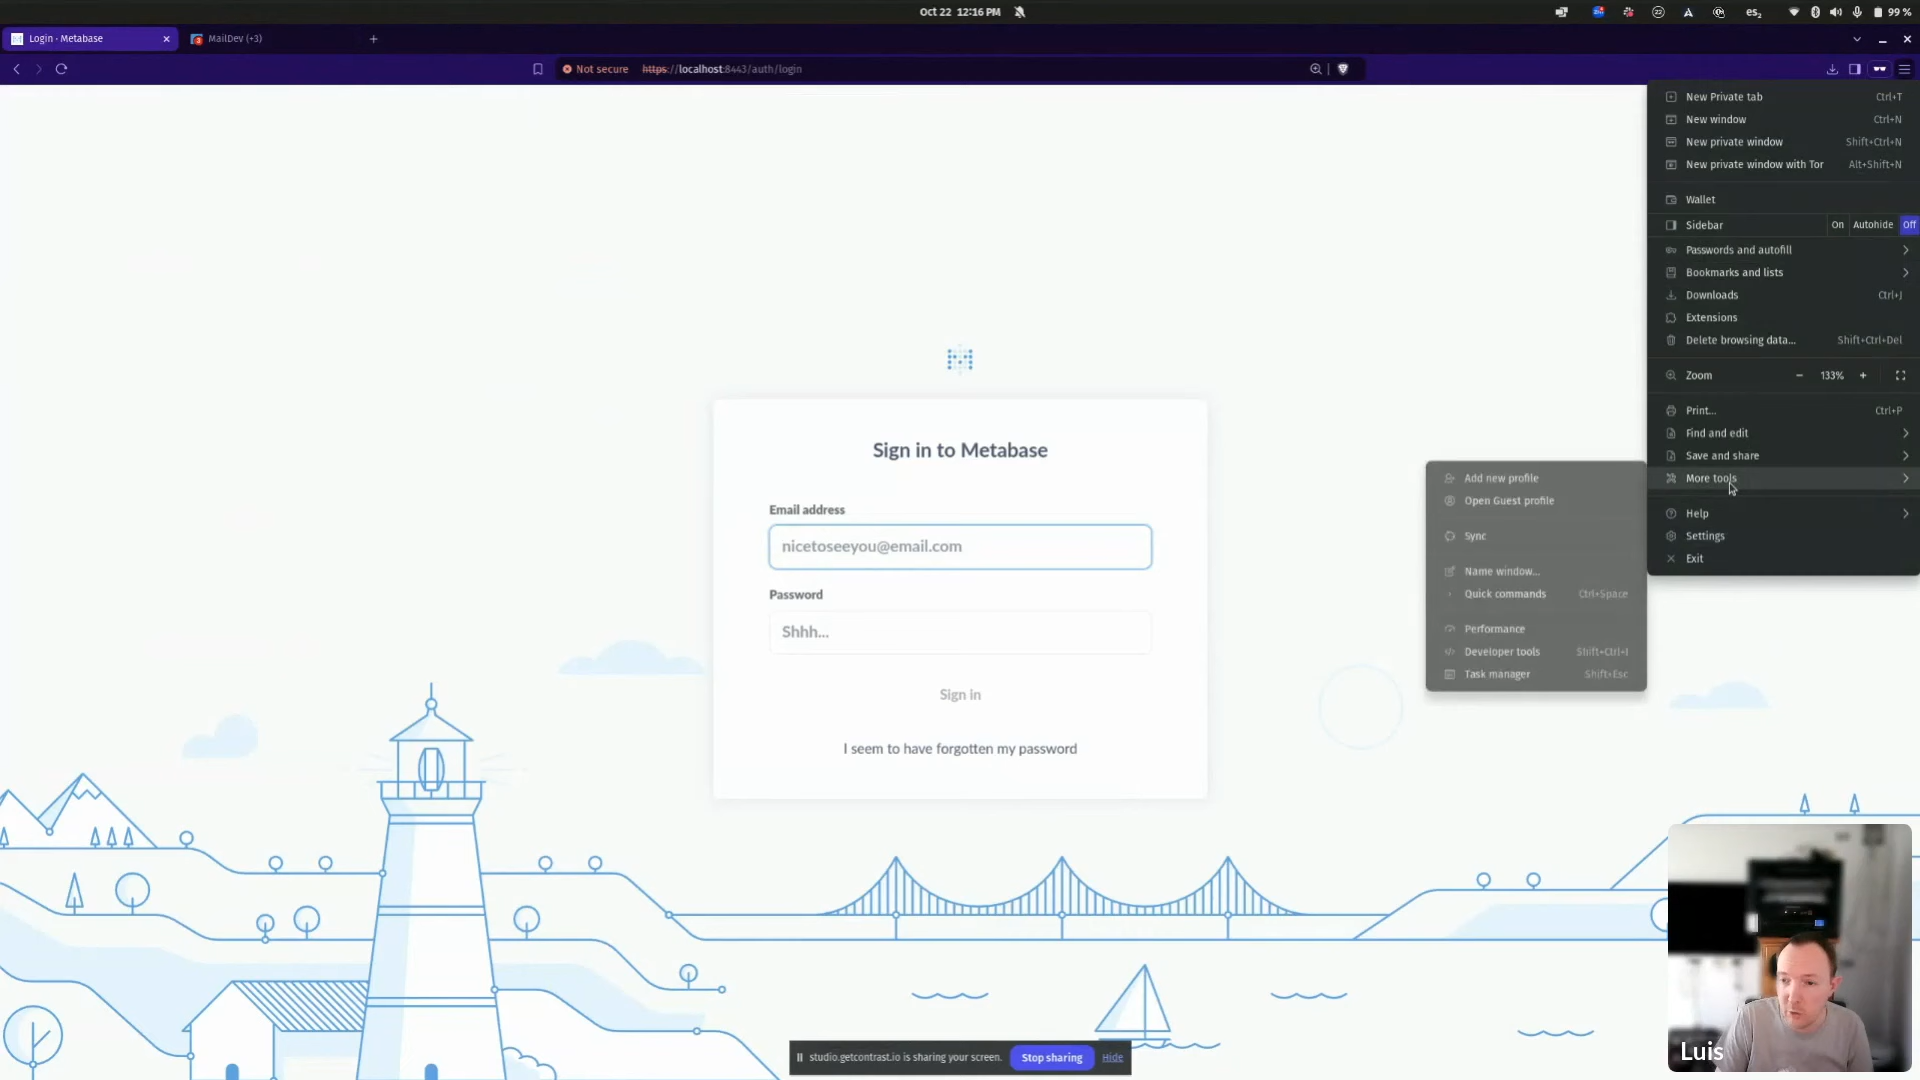 Oct 22 12:16 PM
es₂
99 %
Login - Metabase
MailDev (+3)
Not secure https://localhost:8443/auth/login
New Private tab Ctrl+T
New window Ctrl+N
New private window Shift+Ctrl+N
New private window with Tor Alt+Shift+N
Wallet
Sidebar On Autohide Off
Passwords and autofill
Bookmarks and lists
Downloads Ctrl+J
Extensions
Delete browsing data... Shift+Ctrl+Del
Zoom − 133% +
Print... Ctrl+P
Find and edit
Save and share
More tools
Help
Settings
Exit
Add new profile
Open Guest profile
Sync
Name window...
Quick commands Ctrl+Space
Performance
Developer tools Shift+Ctrl+I
Task manager Shift+Esc
Sign in to Metabase
Email address
nicetoseeyou@email.com
Password
Shhh...
Sign in
I seem to have forgotten my password
studio.getcontrast.io is sharing your screen. Stop sharing Hide
Luis